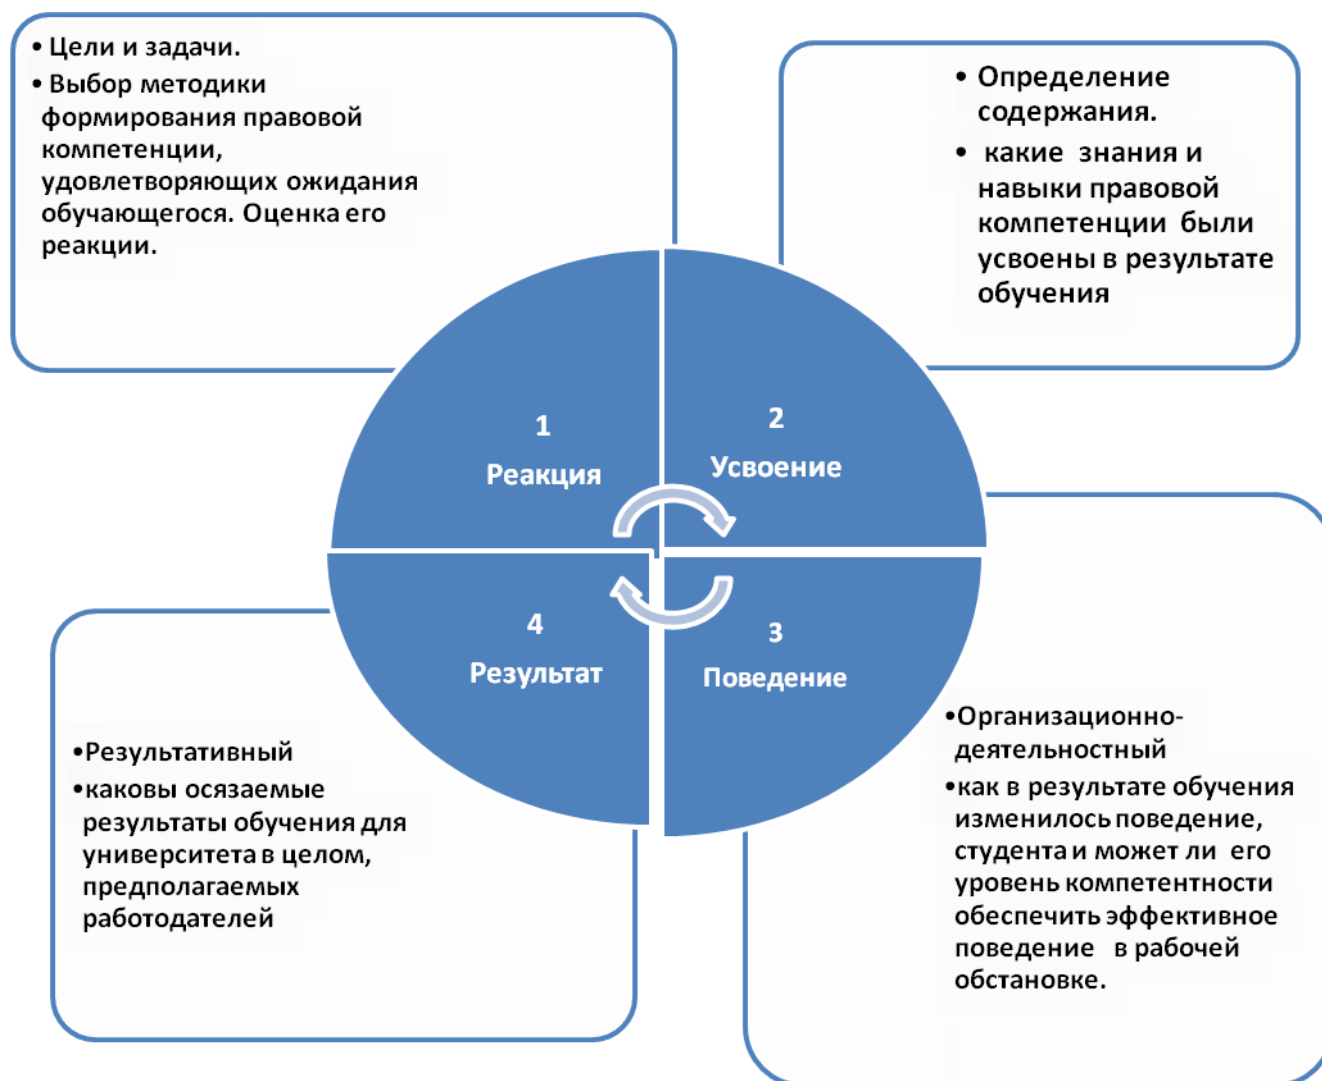 • Цели и задачи.
• Выбор методики
формирования правовой
компетенции,
удовлетворяющих ожидания
обучающегося. Оценка его
реакции.
• Определение
содержания.
• какие знания и
навыки правовой
компетенции были
усвоены в результате
обучения
1
Реакция
2
Усвоение
3
Поведение
4
Результат
•Организационно-
деятельностный
•как в результате обучения
изменилось поведение,
студента и может ли его
уровень компетентности
обеспечить эффективное
поведение в рабочей
обстановке.
•Результативный
•каковы осязаемые
результаты обучения для
университета в целом,
предполагаемых
работодателей